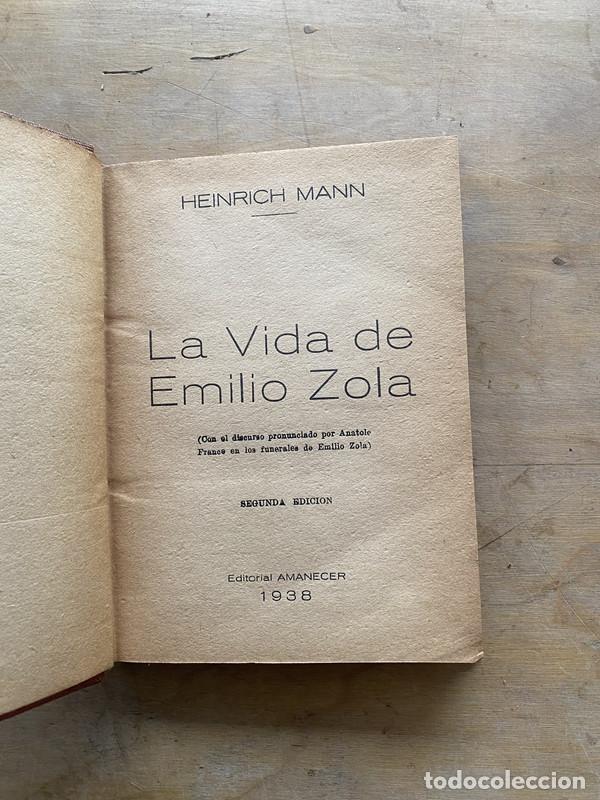 HEINRICH MANN
La Vida de
Emilio Zola
(Con el discurso pronunciado por Anatole
France en los funerales de Emilio Zola)
SEGUNDA EDICION
Editorial AMANECER
1938
todocoleccion